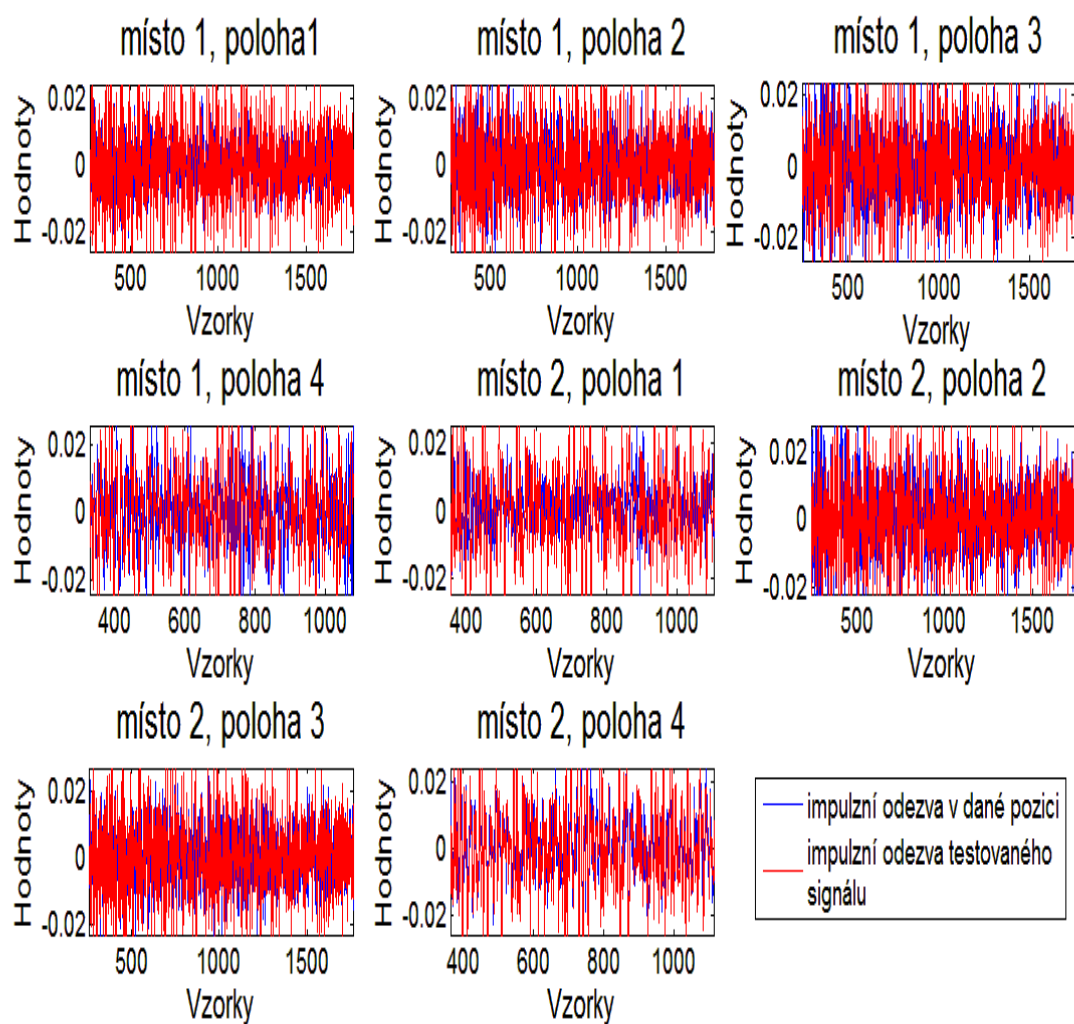 místo 1, poloha1
Hodnoty
0.02
0
-0.02
500 1000 1500
Vzorky
místo 1, poloha 2
Hodnoty
0.02
0
-0.02
500 1000 1500
Vzorky
místo 1, poloha 3
Hodnoty
0.02
0
-0.02
500 1000 1500
Vzorky
místo 1, poloha 4
Hodnoty
0.02
0
-0.02
400 600 800 1000
Vzorky
místo 2, poloha 1
Hodnoty
0.02
0
-0.02
400 600 800 1000
Vzorky
místo 2, poloha 2
Hodnoty
0.02
0
-0.02
500 1000 1500
Vzorky
místo 2, poloha 3
Hodnoty
0.02
0
-0.02
500 1000 1500
Vzorky
místo 2, poloha 4
Hodnoty
0.02
0
-0.02
400 600 800 1000
Vzorky
impulzní odezva v dané pozici
impulzní odezva testovaného
signálu